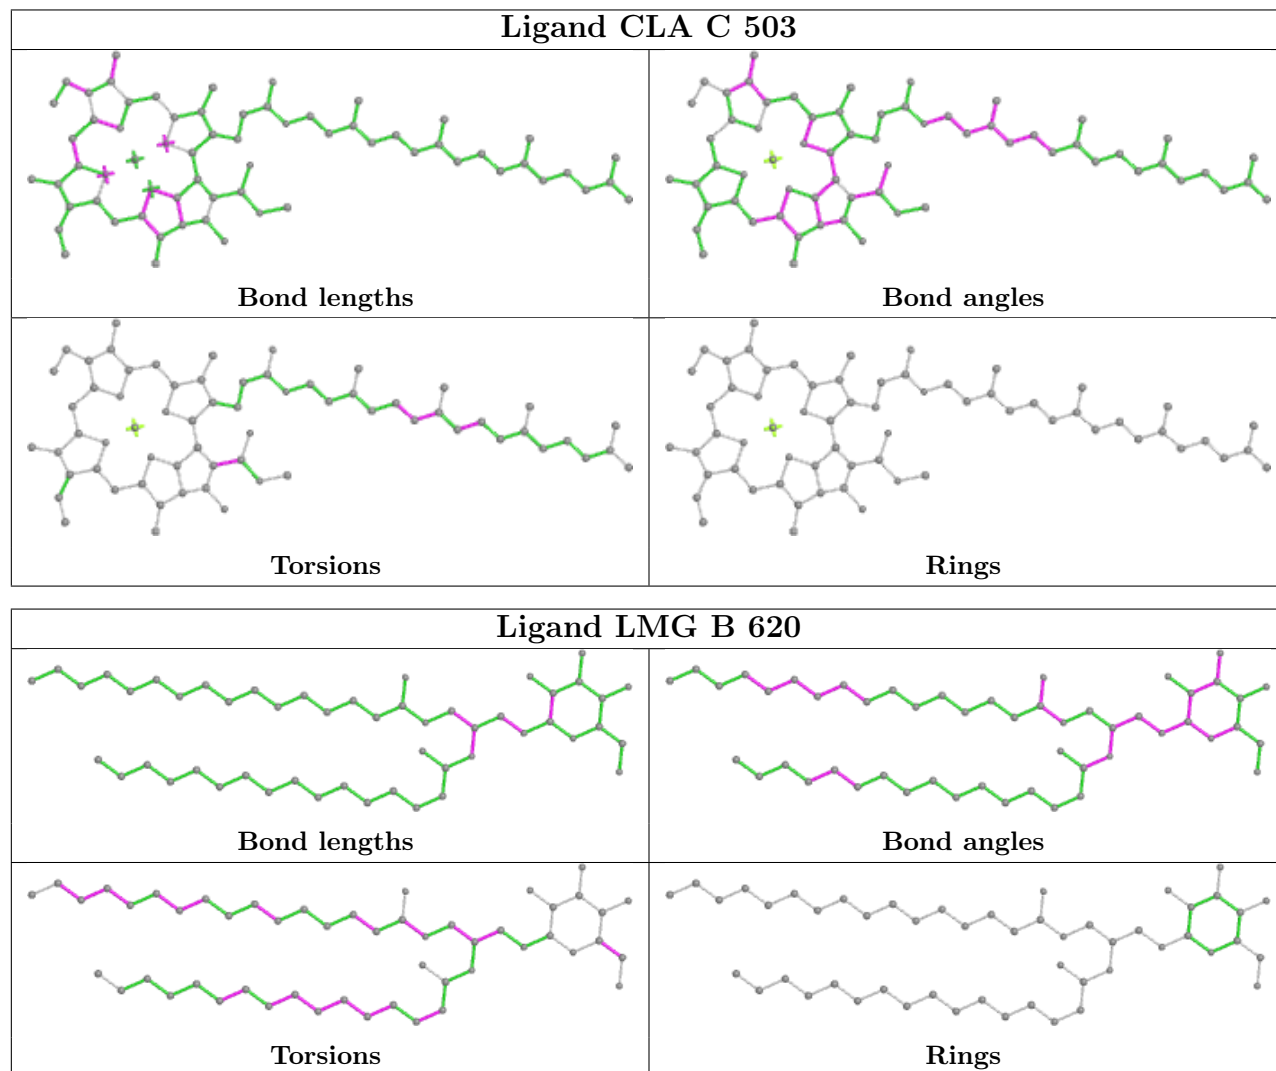 Ligand CLA C 503
Bond lengths
Bond angles
Torsions
Rings
Ligand LMG B 620
Bond lengths
Bond angles
Torsions
Rings